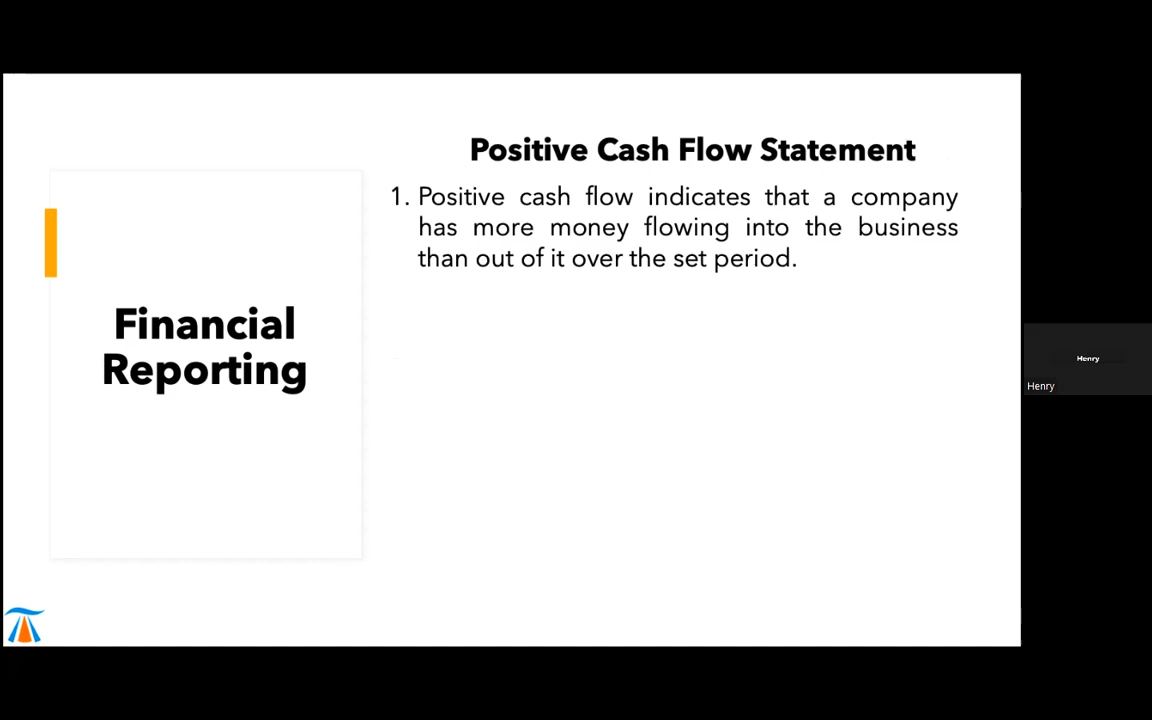 Financial
Reporting
Positive Cash Flow Statement
1. Positive cash flow indicates that a company
has more money flowing into the business
than out of it over the set period.
Henry
Henry